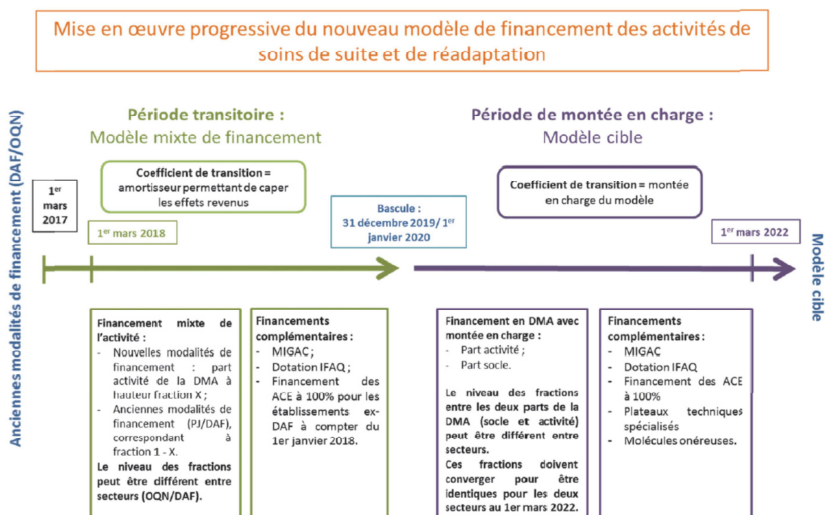 Mise en œuvre progressive du nouveau modèle de financement des activités de
soins de suite et de réadaptation
Anciennes modalités de financement (DAF/OQN)
Période transitoire :
Modèle mixte de financement
Coefficient de transition =
amortisseur permettant de caper
les effets revenus
1er
mars
2017
1er mars 2018
Bascule :
31 décembre 2019/ 1er
janvier 2020
Période de montée en charge :
Modèle cible
Coefficient de transition = montée
en charge du modèle
1er mars 2022
Modèle cible
Financement mixte de
l'activité :
- Nouvelles modalités de
financement : part
activité de la DMA à
hauteur fraction X ;
- Anciennes modalités de
financement (PJ/DAF),
correspondant à
fraction 1 - X.
Le niveau des fractions
peut être différent entre
secteurs (OQN/DAF).
Financements
complémentaires :
- MIGAC ;
- Dotation IFAQ ;
- Financement des
ACE à 100% pour les
établissements ex-
DAF à compter du
1er janvier 2018.
Financement en DMA avec
montée en charge :
- Part activité ;
- Part socle.
Le niveau des fractions
entre les deux parts de la
DMA (socle et activité)
peut être différent entre
secteurs.
Ces fractions doivent
converger pour être
identiques pour les deux
secteurs au 1er mars 2022.
Financements
complémentaires :
- MIGAC
- Dotation IFAQ
- Financement des ACE
à 100%
- Plateaux techniques
spécialisés
- Molécules onéreuses.